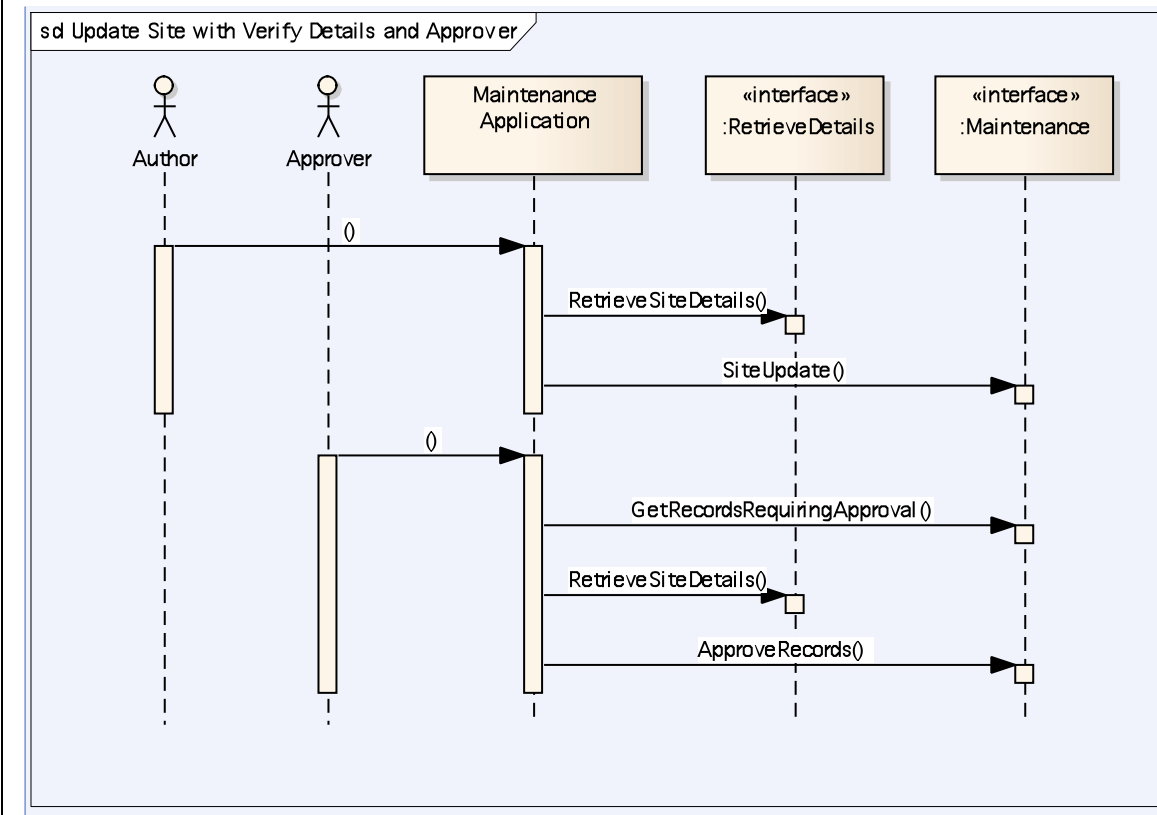 sd Update Site with Verify Details and Approver
Author
Approver
Maintenance
Application
«interface»
:RetrieveDetails
«interface»
:Maintenance
()
RetrieveSiteDetails()
SiteUpdate()
()
GetRecordsRequiringApproval()
RetrieveSiteDetails()
ApproveRecords()